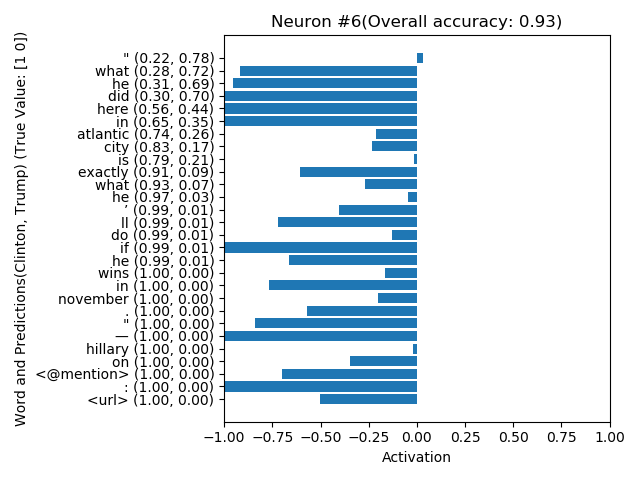 Neuron #6(Overall accuracy: 0.93)
Word and Predictions(Clinton, Trump) (True Value: [1 0])
" (0.22, 0.78)
what (0.28, 0.72)
he (0.31, 0.69)
did (0.30, 0.70)
here (0.56, 0.44)
in (0.65, 0.35)
atlantic (0.74, 0.26)
city (0.83, 0.17)
is (0.79, 0.21)
exactly (0.91, 0.09)
what (0.93, 0.07)
he (0.97, 0.03)
’ (0.99, 0.01)
ll (0.99, 0.01)
do (0.99, 0.01)
if (0.99, 0.01)
he (0.99, 0.01)
wins (1.00, 0.00)
in (1.00, 0.00)
november (1.00, 0.00)
. (1.00, 0.00)
" (1.00, 0.00)
— (1.00, 0.00)
hillary (1.00, 0.00)
on (1.00, 0.00)
<@mention> (1.00, 0.00)
: (1.00, 0.00)
<url> (1.00, 0.00)
−1.00 −0.75 −0.50 −0.25 0.00 0.25 0.50 0.75 1.00
Activation